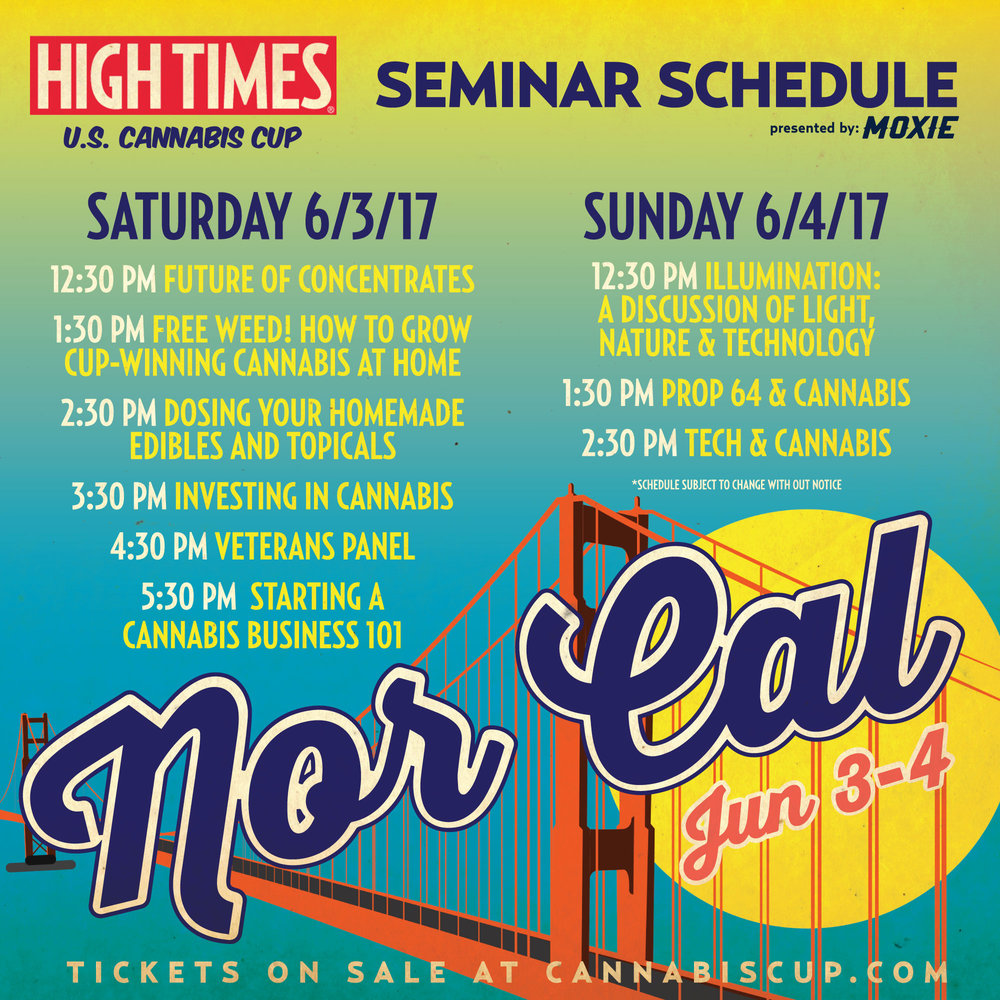 HIGH TIMES®
U.S. CANNABIS CUP
SEMINAR SCHEDULE
presented by: MOXIE
SATURDAY 6/3/17
12:30 PM FUTURE OF CONCENTRATES
1:30 PM FREE WEED! HOW TO GROW
CUP-WINNING CANNABIS AT HOME
2:30 PM DOSING YOUR HOMEMADE
EDIBLES AND TOPICALS
3:30 PM INVESTING IN CANNABIS
4:30 PM VETERANS PANEL
5:30 PM STARTING A
CANNABIS BUSINESS 101
SUNDAY 6/4/17
12:30 PM ILLUMINATION:
A DISCUSSION OF LIGHT,
NATURE & TECHNOLOGY
1:30 PM PROP 64 & CANNABIS
2:30 PM TECH & CANNABIS
*SCHEDULE SUBJECT TO CHANGE WITH OUT NOTICE
Nor Cal
Jun 3-4
TICKETS ON SALE AT CANNABISCUP.COM